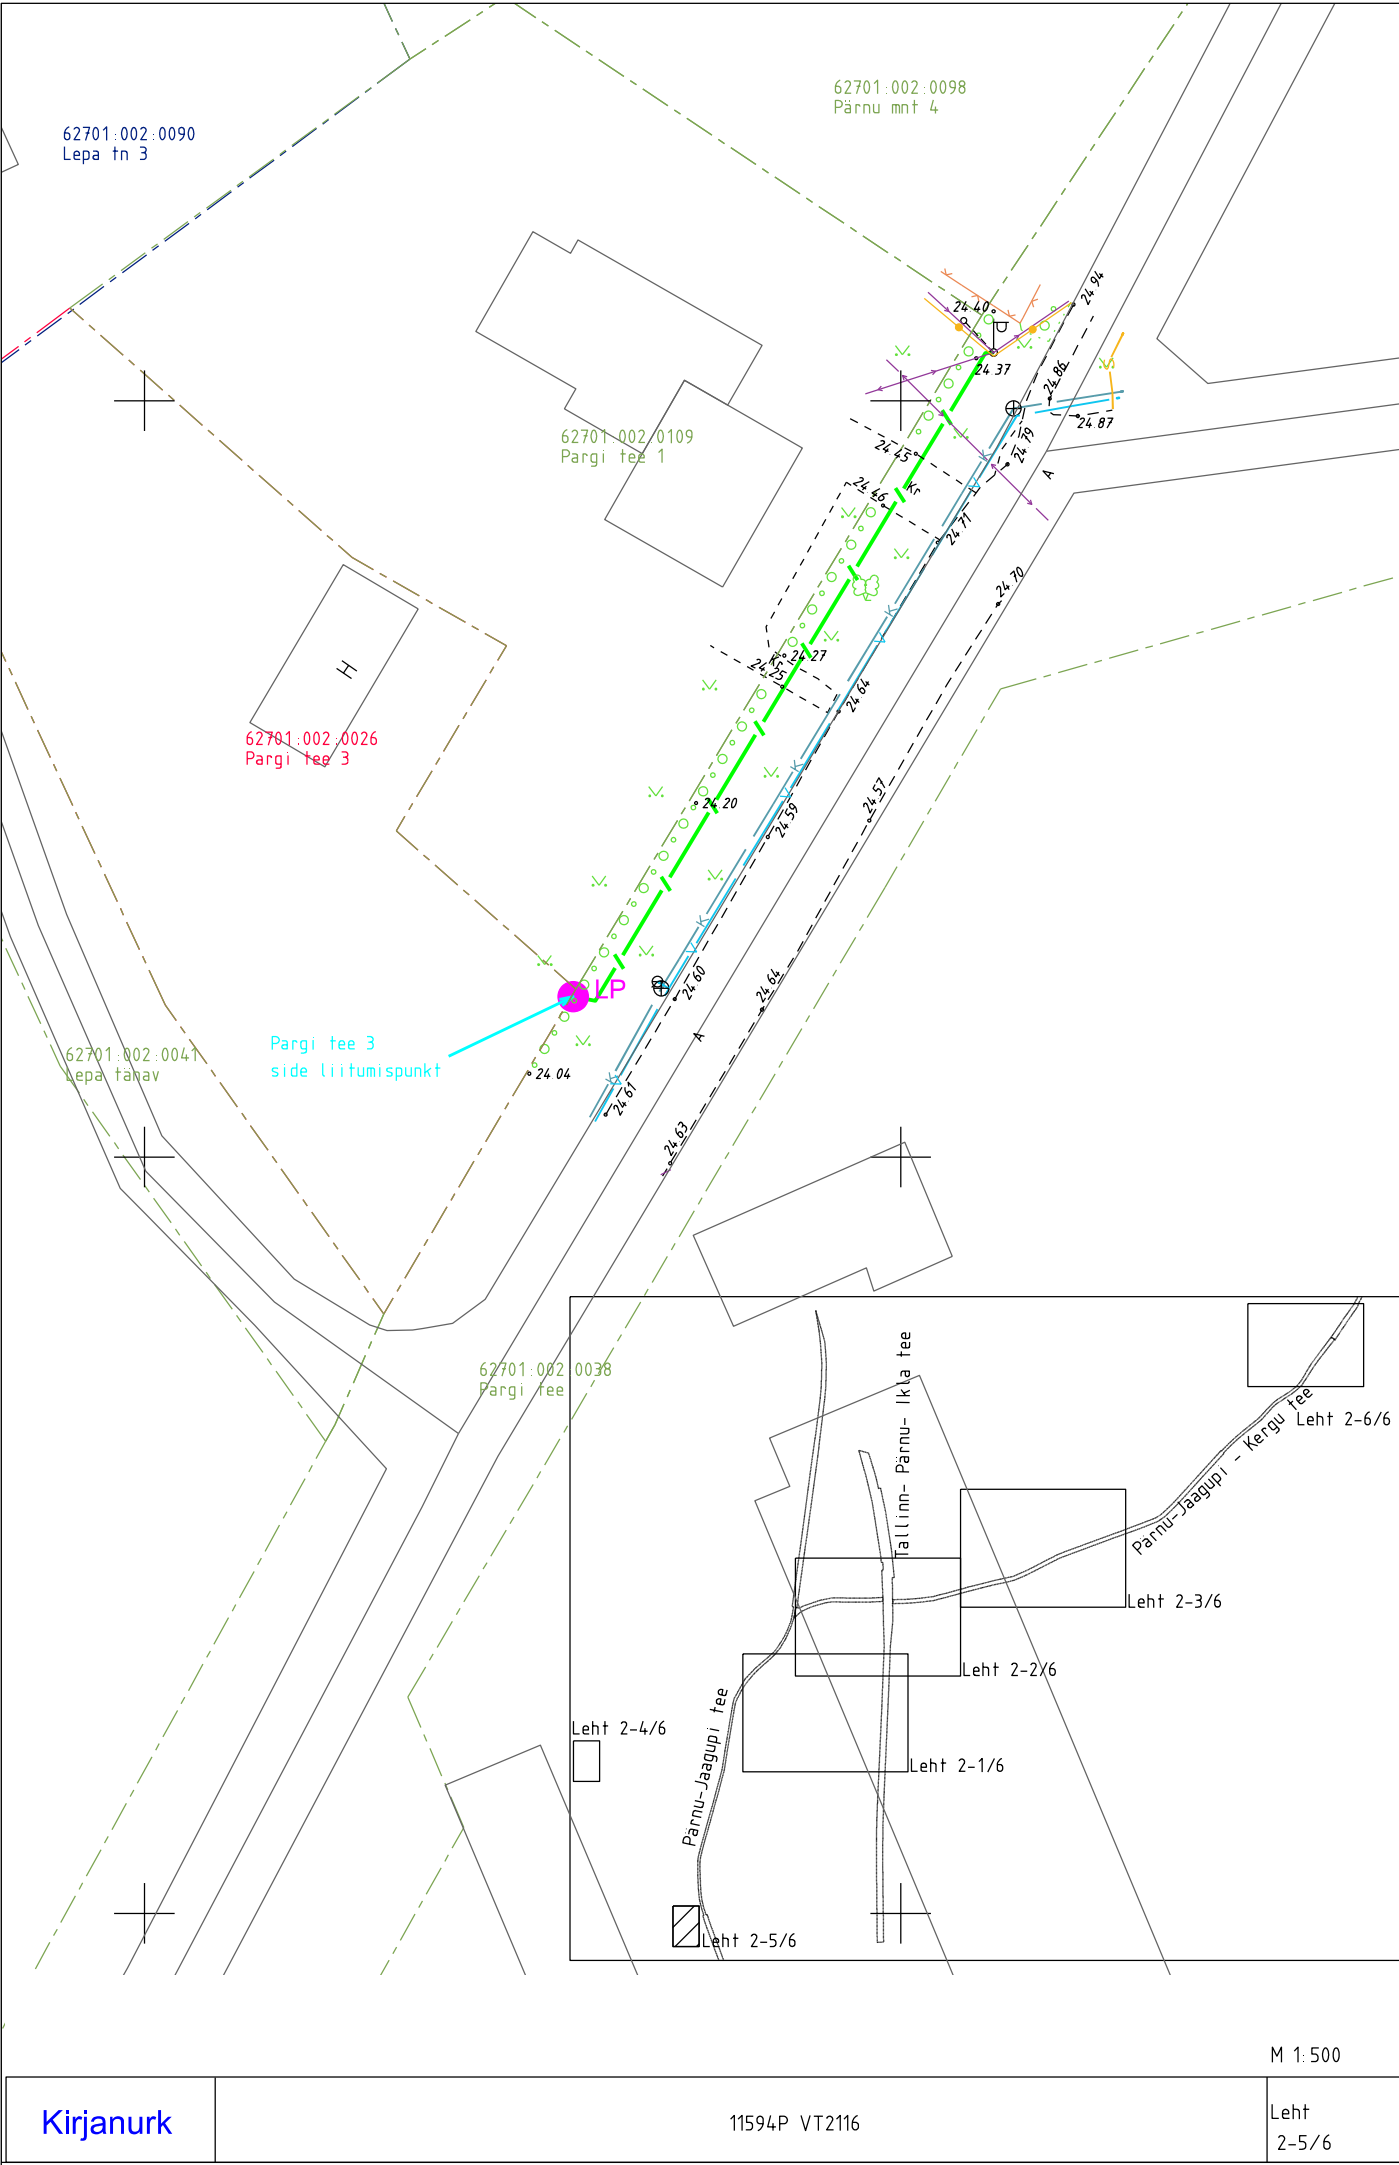 62701:002:0098
Pärnu mnt 4
62701:002:0090
Lepa tn 3
24.94
24.40
24.37
24.86
24.87
62701:002:0109
Pargi tee 1
24.45
24.79
A
24.46
Kr
24.71
24.70
24.27
Kr
24.25
24.64
H
62701:002:0026
Pargi tee 3
24.20
24.59
24.57
24.60
24.64
LP
Pargi tee 3
side liitumispunkt
62701:002:0041
Lepa tänav
A
24.04
24.61
24.63
62701:002:0038
Pargi tee
Tallinn- Pärnu- Ikla tee
Leht 2-6/6
Pärnu-Jaagupi - Kergu tee
Leht 2-3/6
Leht 2-2/6
Leht 2-4/6
Pärnu-Jaagupi tee
Leht 2-1/6
Leht 2-5/6
M 1:500
Kirjanurk
11594P VT2116
Leht
2-5/6